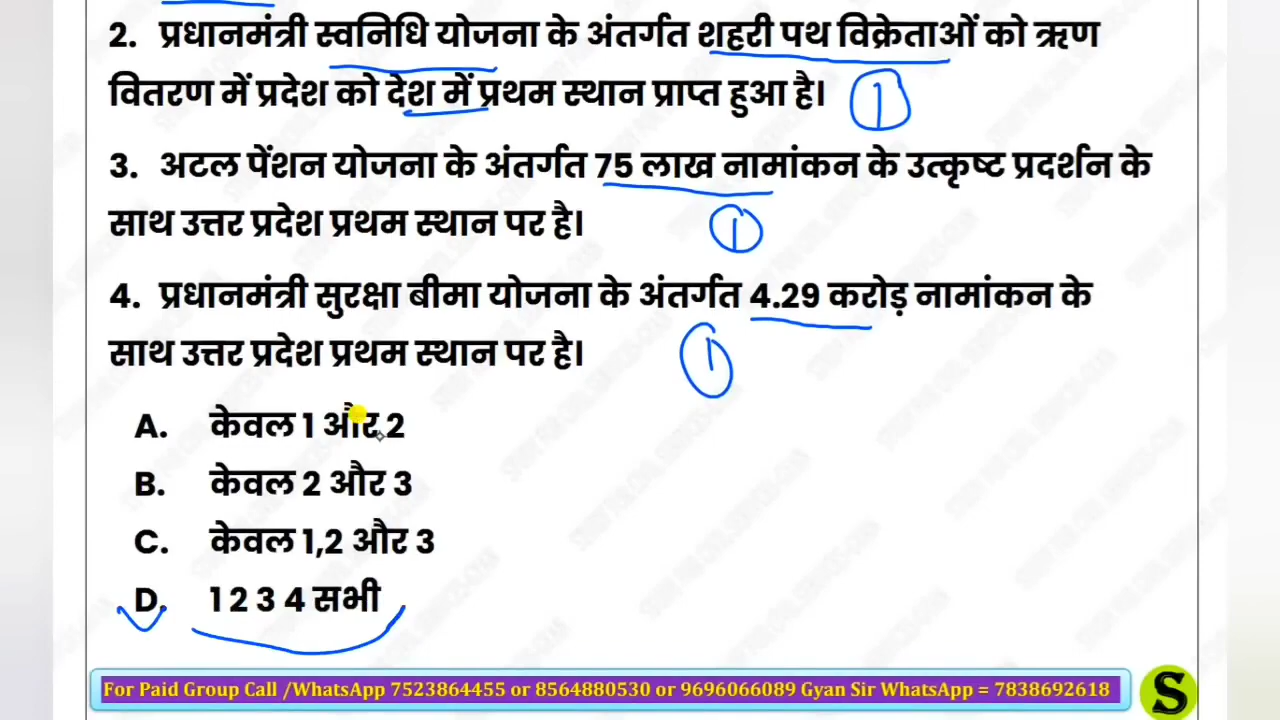 2. प्रधानमंत्री स्वनिधि योजना के अंतर्गत शहरी पथ विक्रेताओं को ऋण
वितरण में प्रदेश को देश में प्रथम स्थान प्राप्त हुआ है।
1
3. अटल पेंशन योजना के अंतर्गत 75 लाख नामांकन के उत्कृष्ट प्रदर्शन के
साथ उत्तर प्रदेश प्रथम स्थान पर है।
1
4. प्रधानमंत्री सुरक्षा बीमा योजना के अंतर्गत 4.29 करोड़ नामांकन के
साथ उत्तर प्रदेश प्रथम स्थान पर है।
1
A. केवल 1 और 2
B. केवल 2 और 3
C. केवल 1,2 और 3
D. 1 2 3 4 सभी
For Paid Group Call /WhatsApp 7523864455 or 8564880530 or 9696066089 Gyan Sir WhatsApp = 7838692618
S